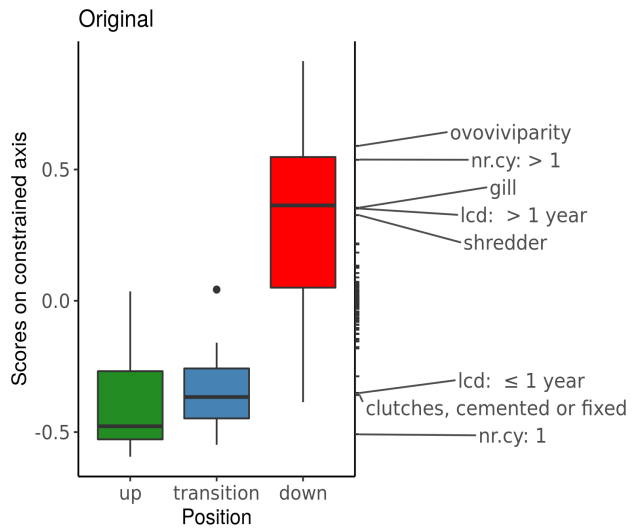 Original
Scores on constrained axis
0.5
0.0
-0.5
up transition down
Position
ovoviviparity
nr.cy: > 1
gill
lcd:  > 1 year
shredder
lcd:  ≤ 1 year
clutches, cemented or fixed
nr.cy: 1